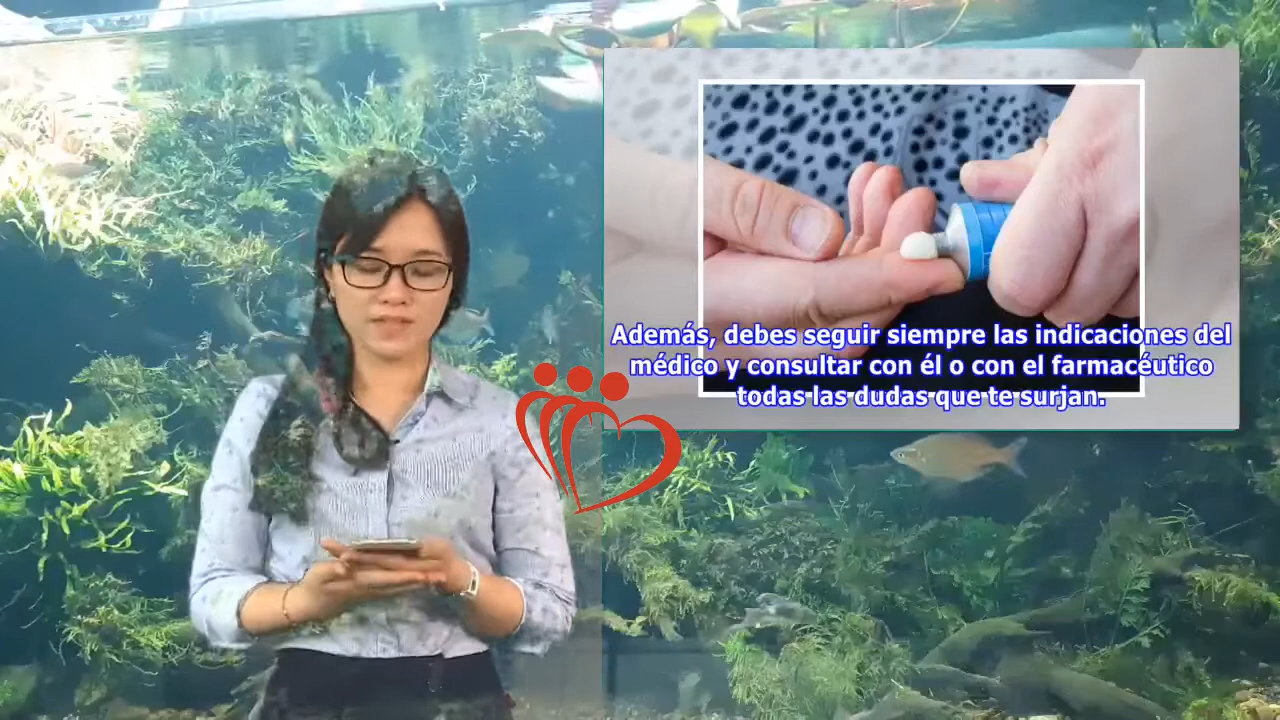 Además, debes seguir siempre las indicaciones del
médico y consultar con él o con el farmacéutico
todas las dudas que te surjan.